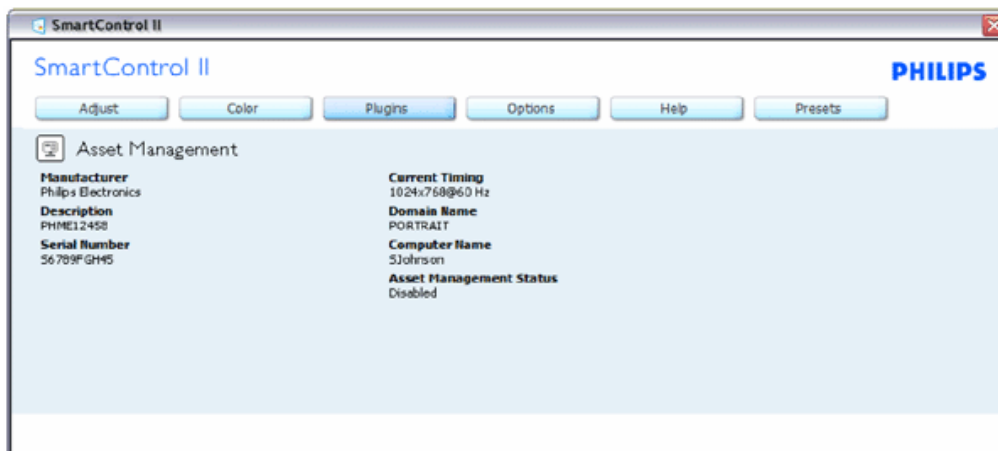 SmartControl II
SmartControl II
PHILIPS
Adjust
Color
Plugins
Options
Help
Presets
Asset Management
Manufacturer
Philips Electronics
Description
PHME12458
Serial Number
56789FGH45
Current Timing
1024x768@60 Hz
Domain Name
PORTRAIT
Computer Name
SJohnson
Asset Management Status
Disabled